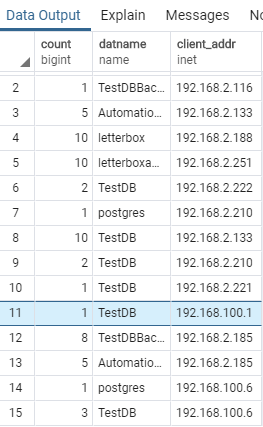 Data Output Explain Messages No
count datname client_addr
bigint name inet
2 1 TestDBBac... 192.168.2.116
3 5 Automatio... 192.168.2.133
4 10 letterbox 192.168.2.188
5 10 letterboxa... 192.168.2.251
6 2 TestDB 192.168.2.222
7 1 postgres 192.168.2.210
8 10 TestDB 192.168.2.133
9 2 TestDB 192.168.2.210
10 1 TestDB 192.168.2.221
11 1 TestDB 192.168.100.1
12 8 TestDBBac... 192.168.2.185
13 5 Automatio... 192.168.2.185
14 1 postgres 192.168.100.6
15 3 TestDB 192.168.100.6